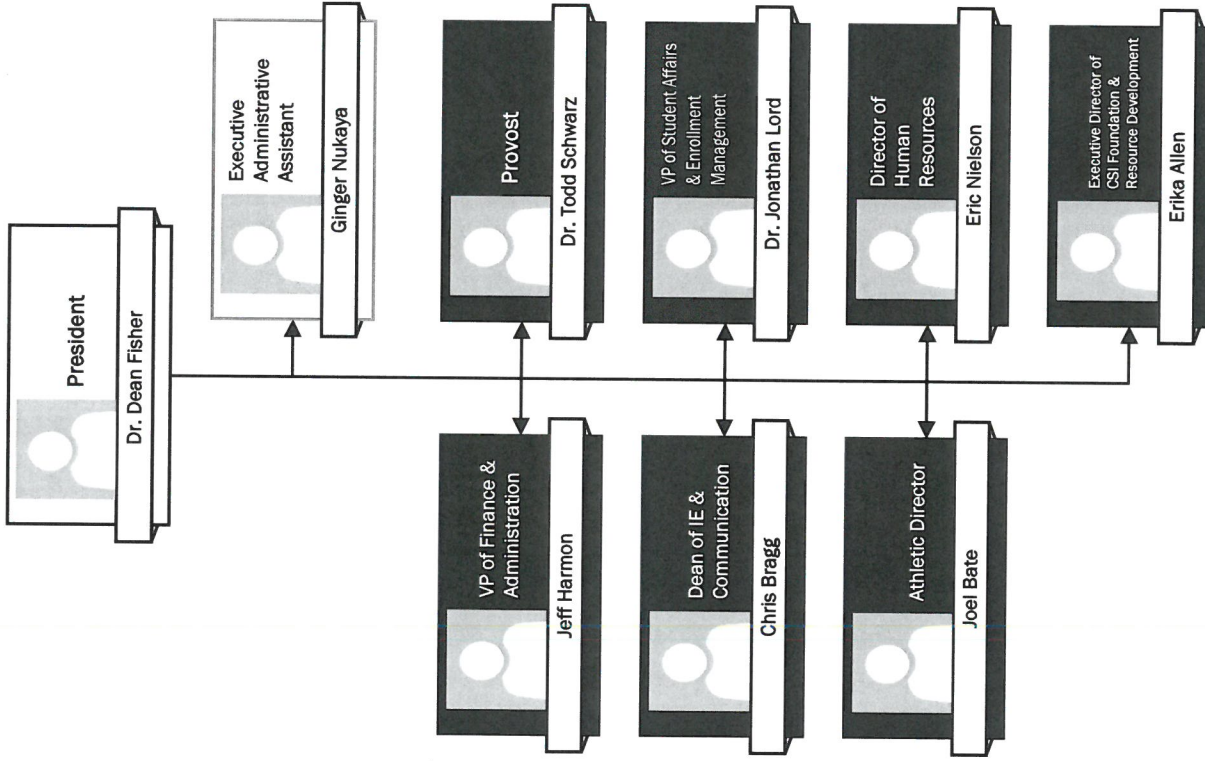 President
Dr. Dean Fisher
Executive
Administrative
Assistant
Ginger Nukaya
VP of Finance &
Administration
Jeff Harmon
Provost
Dr. Todd Schwarz
Dean of IE &
Communication
Chris Bragg
VP of Student Affairs
& Enrollment
Management
Dr. Jonathan Lord
Athletic Director
Joel Bate
Director of
Human
Resources
Eric Nielson
Executive Director of
CSI Foundation &
Resource Development
Erika Allen